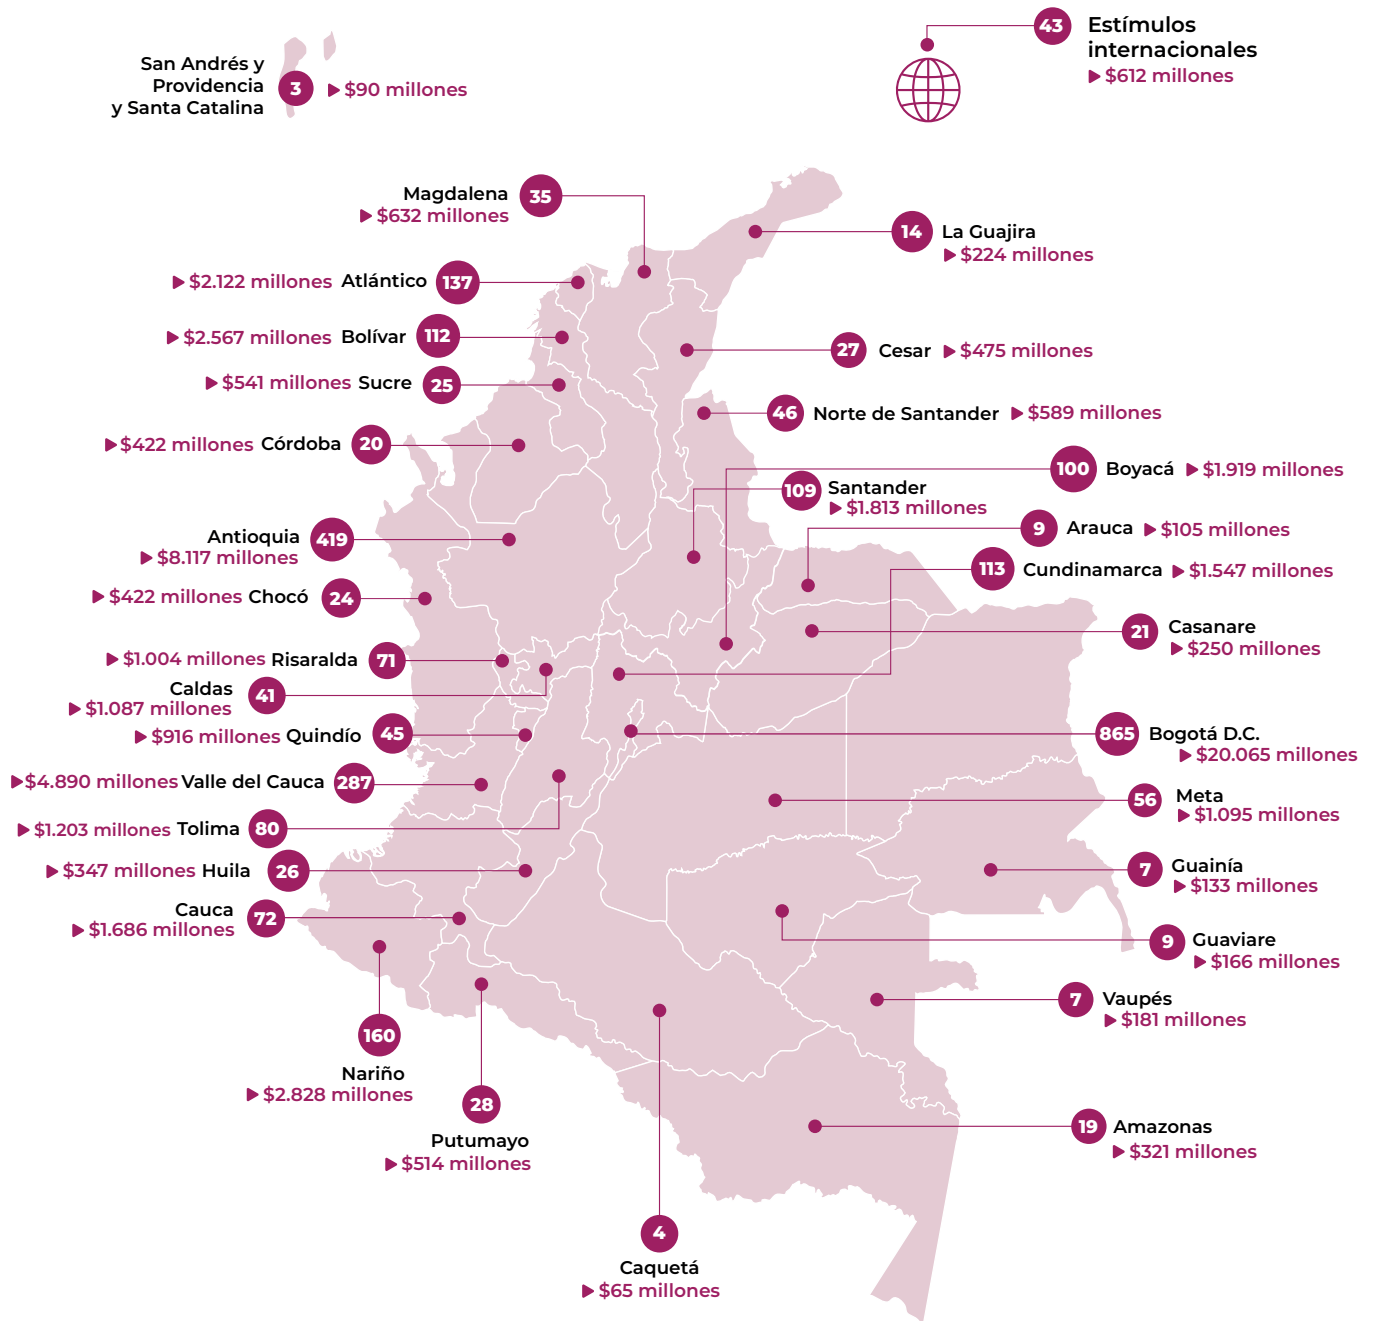 San Andrés y
Providencia
y Santa Catalina
3
$90 millones
43
Estímulos
internacionales
$612 millones
Magdalena
35
$632 millones
14
La Guajira
$224 millones
$2.122 millones Atlántico 137
$2.567 millones Bolívar 112
27 Cesar $475 millones
$541 millones Sucre 25
46 Norte de Santander $589 millones
$422 millones Córdoba 20
100 Boyacá $1.919 millones
109 Santander
$1.813 millones
9 Arauca $105 millones
Antioquia 419
$8.117 millones
113 Cundinamarca $1.547 millones
$422 millones Chocó 24
21 Casanare
$250 millones
$1.004 millones Risaralda 71
Caldas 41
$1.087 millones
$916 millones Quindío 45
865 Bogotá D.C.
$20.065 millones
$4.890 millones Valle del Cauca 287
56 Meta
$1.095 millones
$1.203 millones Tolima 80
$347 millones Huila 26
7 Guainía
$133 millones
Cauca 72
$1.686 millones
9 Guaviare
$166 millones
7 Vaupés
$181 millones
160
Nariño
$2.828 millones
28
Putumayo
$514 millones
19 Amazonas
$321 millones
4
Caquetá
$65 millones